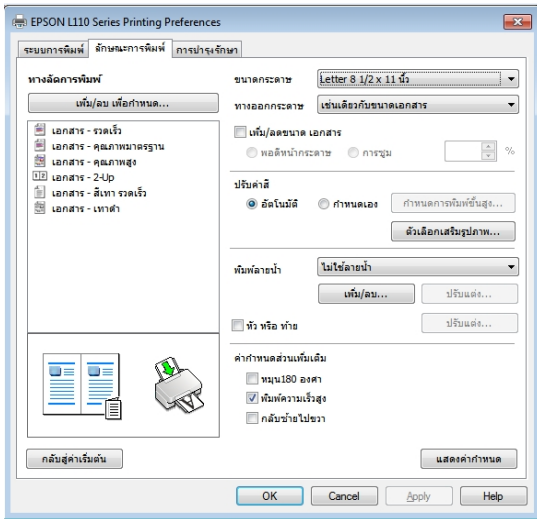 EPSON L110 Series Printing Preferences
ระบบการพิมพ์ ลักษณะการพิมพ์ การบำรุงรักษา
ทางลัดการพิมพ์
เพิ่ม/ลบ เพื่อกำหนด...
เอกสาร - รวดเร็ว
เอกสาร - คุณภาพมาตรฐาน
เอกสาร - คุณภาพสูง
เอกสาร - 2-Up
เอกสาร - สีเทา รวดเร็ว
เอกสาร - เทาดำ
กลับสู่ค่าเริ่มต้น
ขนาดกระดาษ Letter 8 1/2 x 11 นิ้ว
ทางออกกระดาษ เช่นเดียวกับขนาดเอกสาร
เพิ่ม/ลดขนาด เอกสาร
พอดีหน้ากระดาษ การซูม %
ปรับค่าสี
อัตโนมัติ กำหนดเอง กำหนดการพิมพ์ขั้นสูง...
ตัวเลือกเสริมรูปภาพ...
พิมพ์ลายน้ำ ไม่ใช้ลายน้ำ
เพิ่ม/ลบ... ปรับแต่ง...
หัว หรือ ท้าย ปรับแต่ง...
ค่ากำหนดส่วนเพิ่มเติม
หมุน180 องศา
พิมพ์ความเร็วสูง
กลับซ้ายไปขวา
แสดงค่ากำหนด
OK Cancel Apply Help